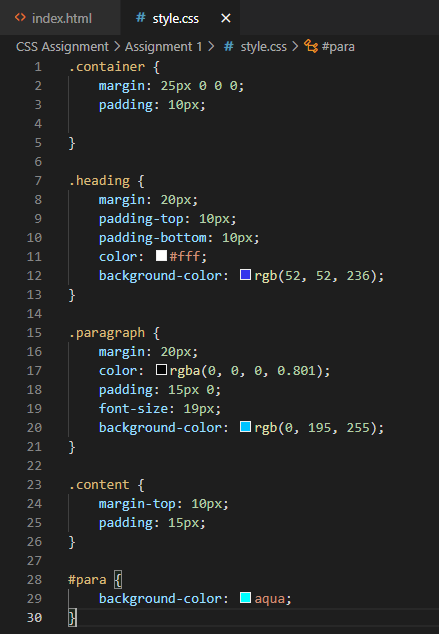 <> index.html # style.css ×
CSS Assignment > Assignment 1 > # style.css > #para
1 .container {
2     margin: 25px 0 0 0;
3     padding: 10px;
4
5 }
6
7 .heading {
8     margin: 20px;
9     padding-top: 10px;
10     padding-bottom: 10px;
11     color: #fff;
12     background-color: rgb(52, 52, 236);
13 }
14
15 .paragraph {
16     margin: 20px;
17     color: rgba(0, 0, 0, 0.801);
18     padding: 15px 0;
19     font-size: 19px;
20     background-color: rgb(0, 195, 255);
21 }
22
23 .content {
24     margin-top: 10px;
25     padding: 15px;
26 }
27
28 #para {
29     background-color: aqua;
30 }